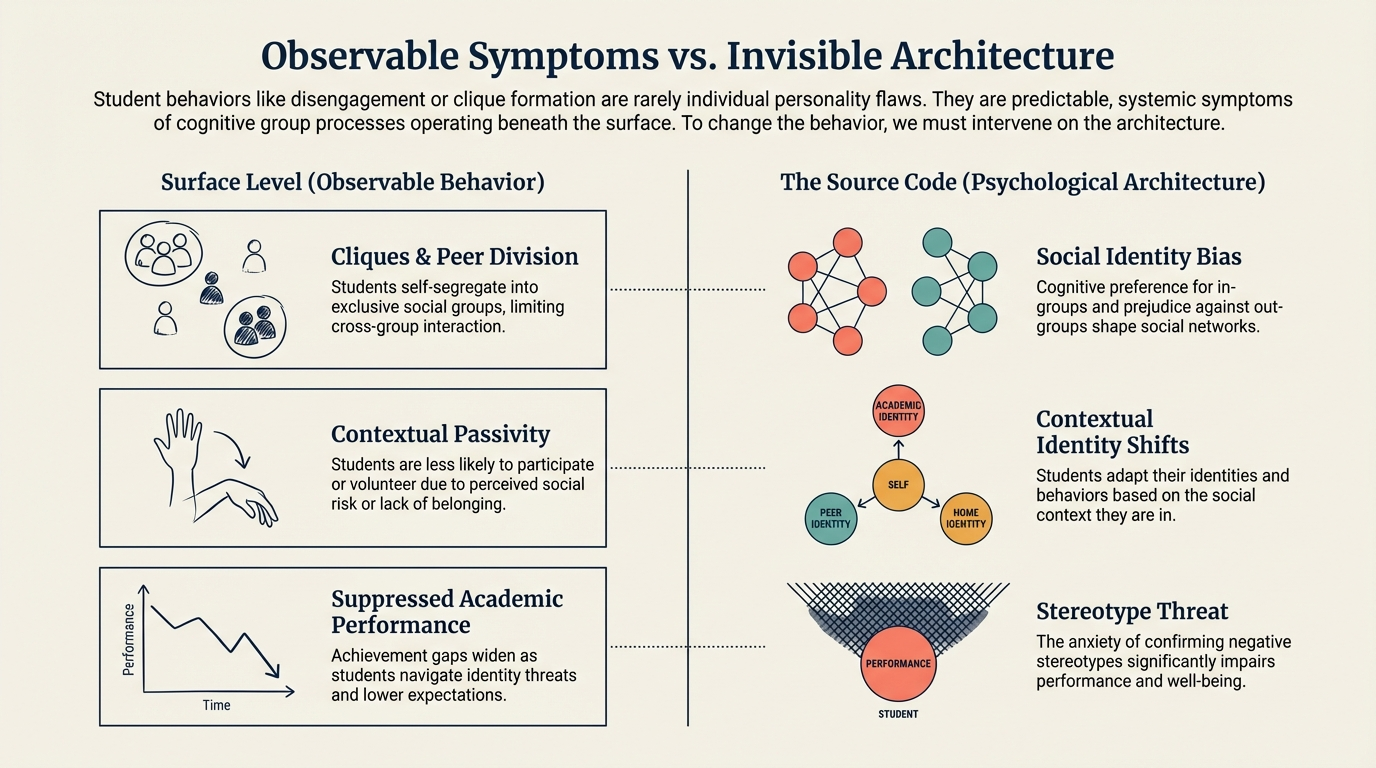 Observable Symptoms vs. Invisible Architecture
Student behaviors like disengagement or clique formation are rarely individual personality flaws. They are predictable, systemic symptoms
of cognitive group processes operating beneath the surface. To change the behavior, we must intervene on the architecture.
Surface Level (Observable Behavior)
Cliques & Peer Division
Students self-segregate into
exclusive social groups, limiting
cross-group interaction.
Contextual Passivity
Students are less likely to participate
or volunteer due to perceived social
risk or lack of belonging.
Performance
Time
Suppressed Academic
Performance
Achievement gaps widen as
students navigate identity threats
and lower expectations.
The Source Code (Psychological Architecture)
Social Identity Bias
Cognitive preference for in-
groups and prejudice against out-
groups shape social networks.
ACADEMIC
IDENTITY
SELF
PEER
IDENTITY
HOME
IOENTITY
Contextual
Identity Shifts
Students adapt their identities and
behaviors based on the social
context they are in.
PERFORMANCE
STUDENT
Stereotype Threat
The anxiety of confirming negative
stereotypes significantly impairs
performance and well-being.